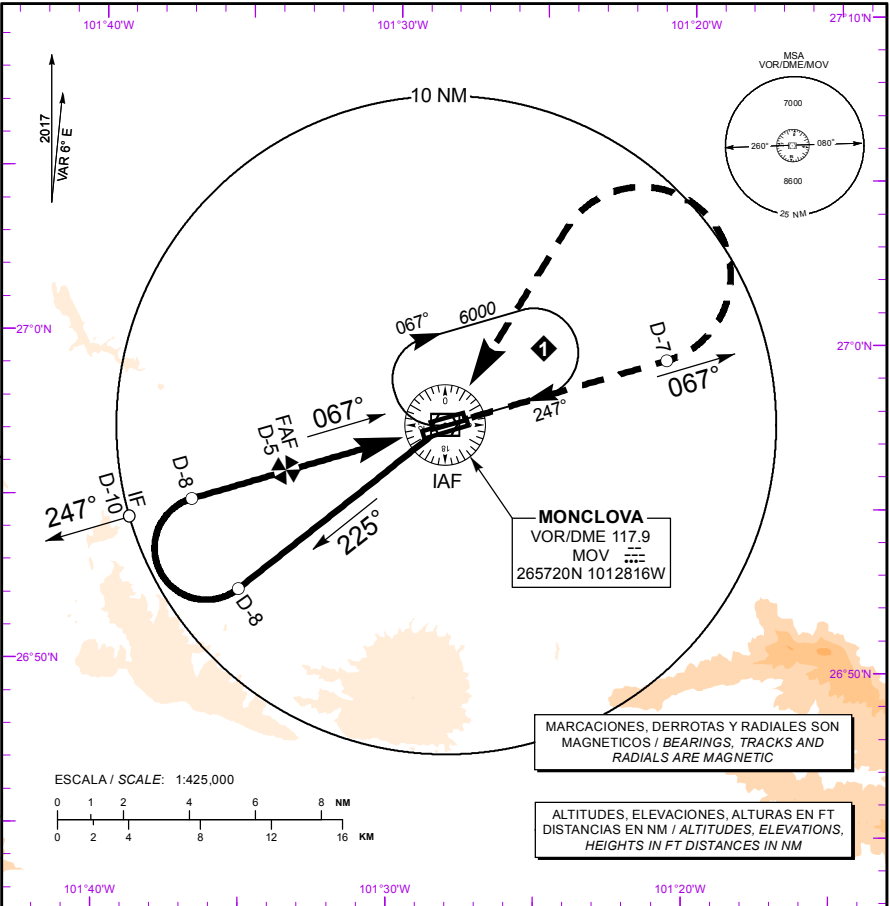 101°40'W
101°30'W
101°20'W
27°10'N
2017
VAR 6° E
10 NM
MSA
VOR/DME/MOV
7000
260°
080°
8600
25 NM
27°0'N
27°0'N
067°
6000
1
D-7
067°
247°
0
18
IAF
067°
FAF
D-5
D-8
IF
D-10
247°
225°
D-8
MONCLOVA
VOR/DME 117.9
MOV
265720N 1012816W
26°50'N
26°50'N
MARCACIONES, DERROTAS Y RADIALES SON
MAGNETICOS / BEARINGS, TRACKS AND
RADIALS ARE MAGNETIC
ESCALA / SCALE: 1:425,000
0 1 2 4 6 8 NM
0 2 4 8 12 16 KM
ALTITUDES, ELEVACIONES, ALTURAS EN FT
DISTANCIAS EN NM / ALTITUDES, ELEVATIONS,
HEIGHTS IN FT DISTANCES IN NM
101°40'W
101°30'W
101°20'W